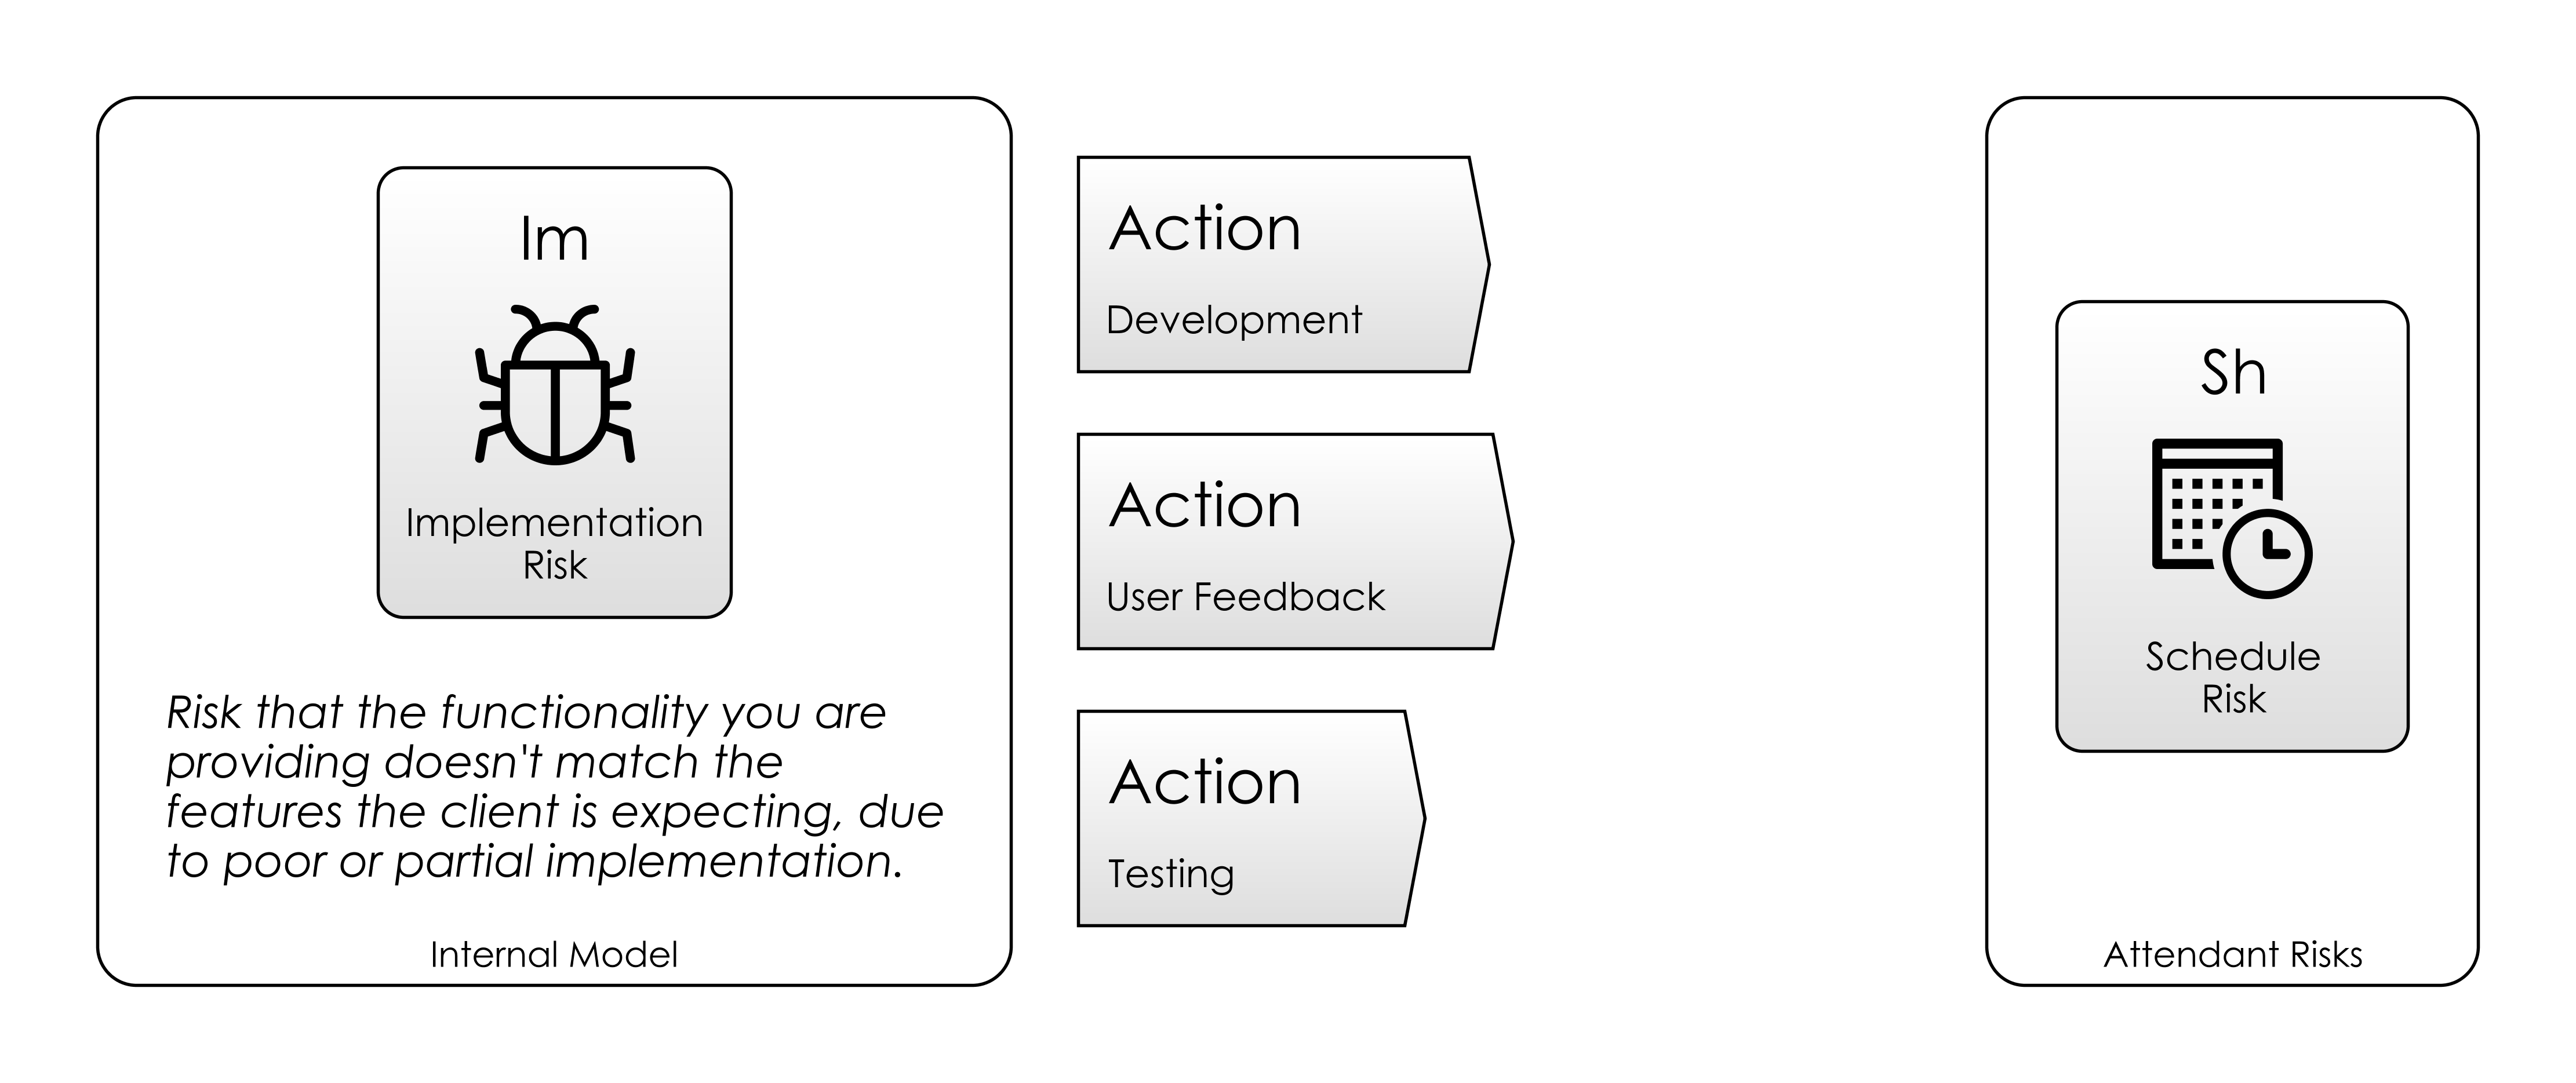 Im
Implementation
Risk
Risk that the functionality you are
providing doesn't match the
features the client is expecting, due
to poor or partial implementation.
Internal Model
Action
Development
Action
User Feedback
Action
Testing
Sh
Schedule
Risk
Attendant Risks